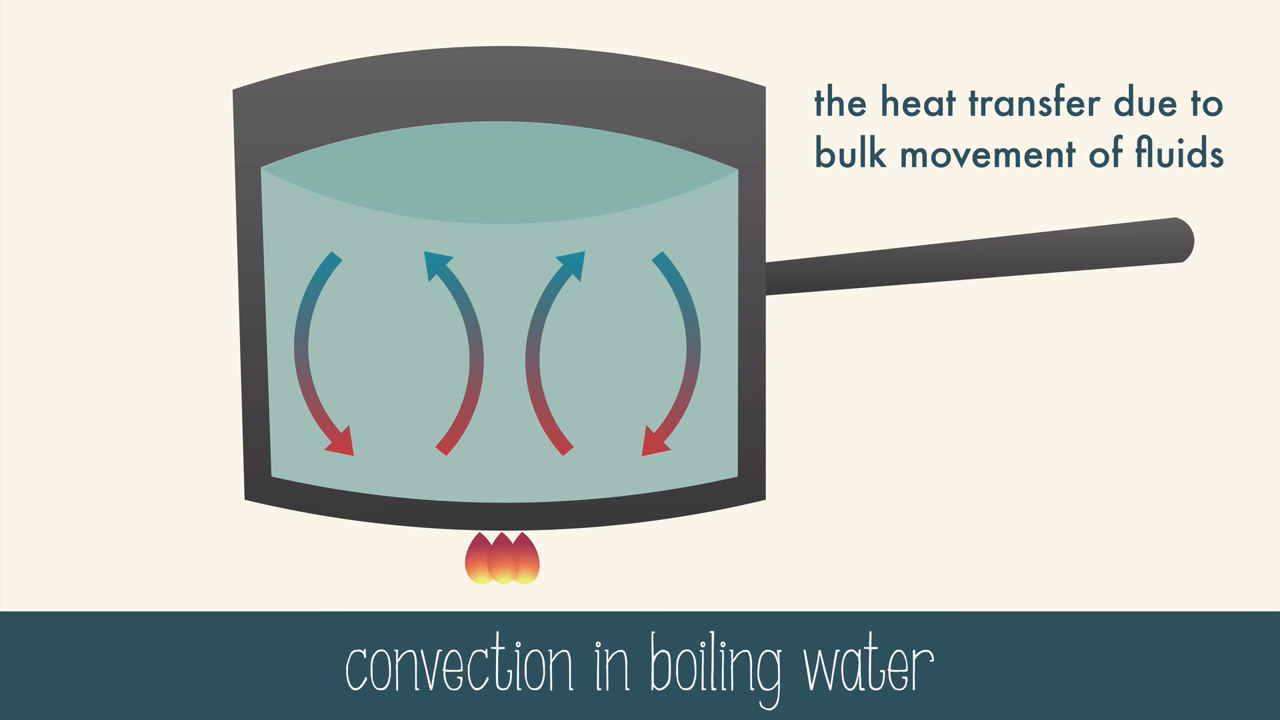 the heat transfer due to
bulk movement of fluids
convection in boiling water